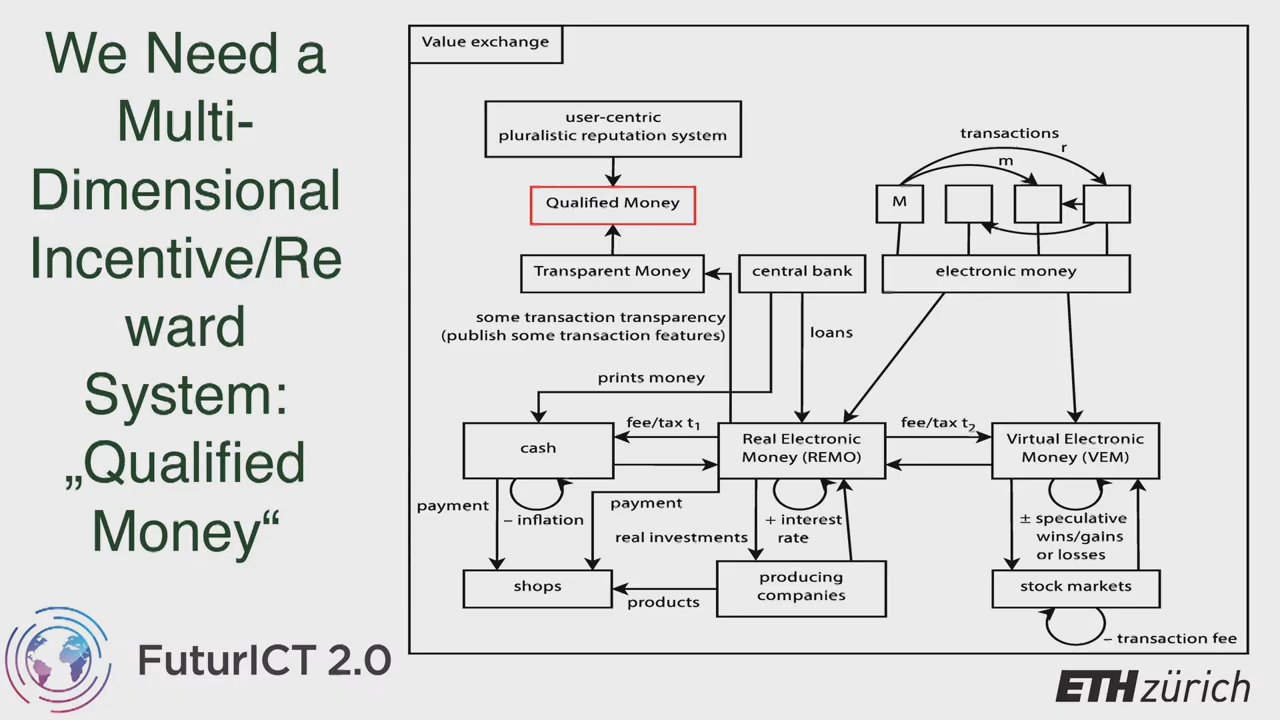 We Need a
Multi-
Dimensional
Incentive/Re
ward
System:
„Qualified
Money“
FuturICT 2.0
Value exchange
user-centric
pluralistic reputation system
Qualified Money
Transparent Money
central bank
some transaction transparency
(publish some transaction features)
loans
prints money
transactions
r
m
M
electronic money
cash
fee/tax t₁
Real Electronic
Money (REMO)
fee/tax t₂
Virtual Electronic
Money (VEM)
payment
– inflation
payment
real investments
+ interest
rate
± speculative
wins/gains
or losses
shops
products
producing
companies
stock markets
– transaction fee
ETH zürich